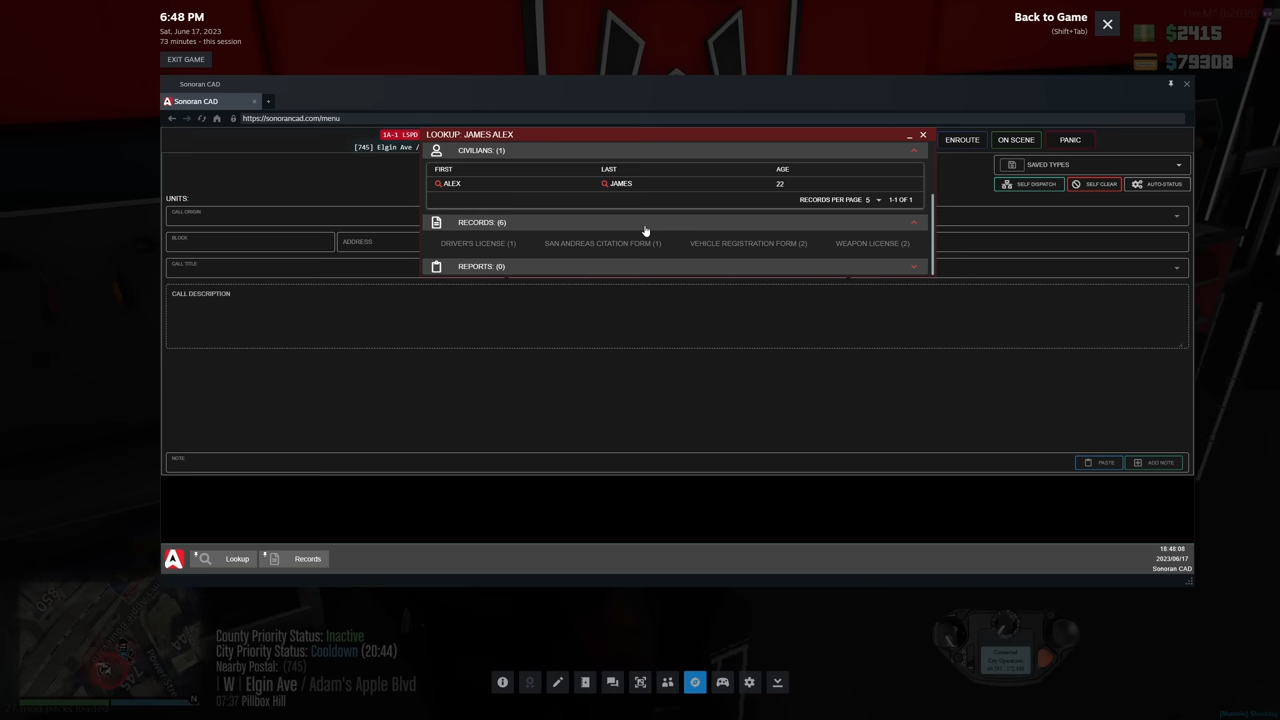 6:48 PM
Sat, June 17, 2023
73 minutes - this session
EXIT GAME
Back to Game
(Shift+Tab)
$2415
$79308
Sonoran CAD
Sonoran CAD
https://sonorancad.com/menu
1A-1 LSPD
[745] Elgin Ave /
LOOKUP: JAMES ALEX
ENROUTE
ON SCENE
PANIC
CIVILIANS: (1)
FIRST LAST AGE
ALEX JAMES 22
RECORDS PER PAGE 5 1-1 OF 1
RECORDS: (6)
DRIVER'S LICENSE (1) SAN ANDREAS CITATION FORM (1) VEHICLE REGISTRATION FORM (2) WEAPON LICENSE (2)
REPORTS: (0)
SAVED TYPES
SELF DISPATCH SELF CLEAR AUTO-STATUS
UNITS:
CALL ORIGIN
BLOCK
ADDRESS
CALL TITLE
CALL DESCRIPTION
NOTE
PASTE
ADD NOTE
Lookup
Records
18:48:08
2023/06/17
Sonoran CAD
County Priority Status: Inactive
City Priority Status: Cooldown (20:44)
Nearby Postal: (745)
| W | Elgin Ave / Adam's Apple Blvd
07:37 Pillbox Hill
N
Connected